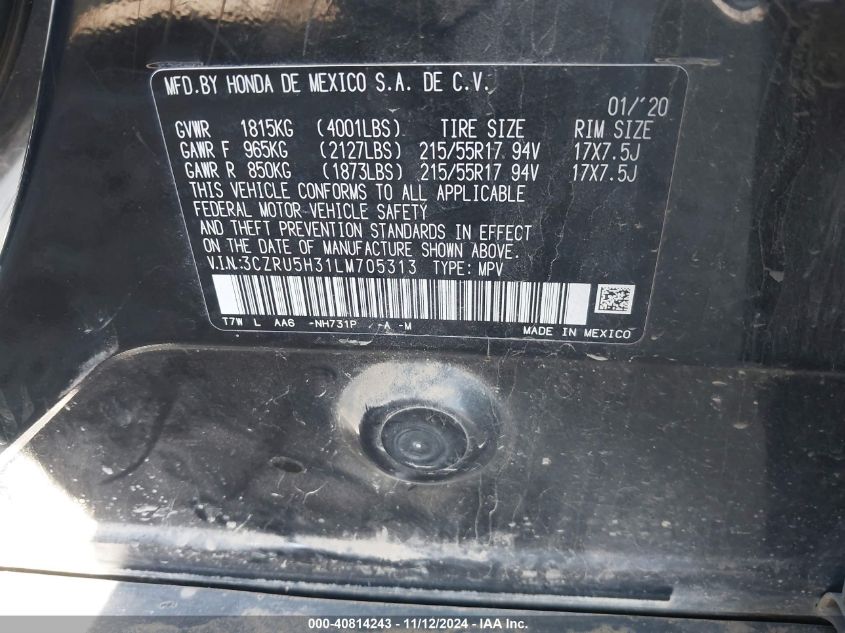 MFD.BY HONDA DE MEXICO S.A. DE C.V.
01/'20
GVWR 1815KG (4001LBS) TIRE SIZE RIM SIZE
GAWR F 965KG (2127LBS) 215/55R17 94V 17X7.5J
GAWR R 850KG (1873LBS) 215/55R17 94V 17X7.5J
THIS VEHICLE CONFORMS TO ALL APPLICABLE
FEDERAL MOTOR VEHICLE SAFETY
AND THEFT PREVENTION STANDARDS IN EFFECT
ON THE DATE OF MANUFACTURE SHOWN ABOVE.
V.I.N:3CZRU5H31LM705313 TYPE: MPV
T7W L AA6 -NH731P -A -M MADE IN MEXICO
000-40814243 - 11/12/2024 - IAA Inc.